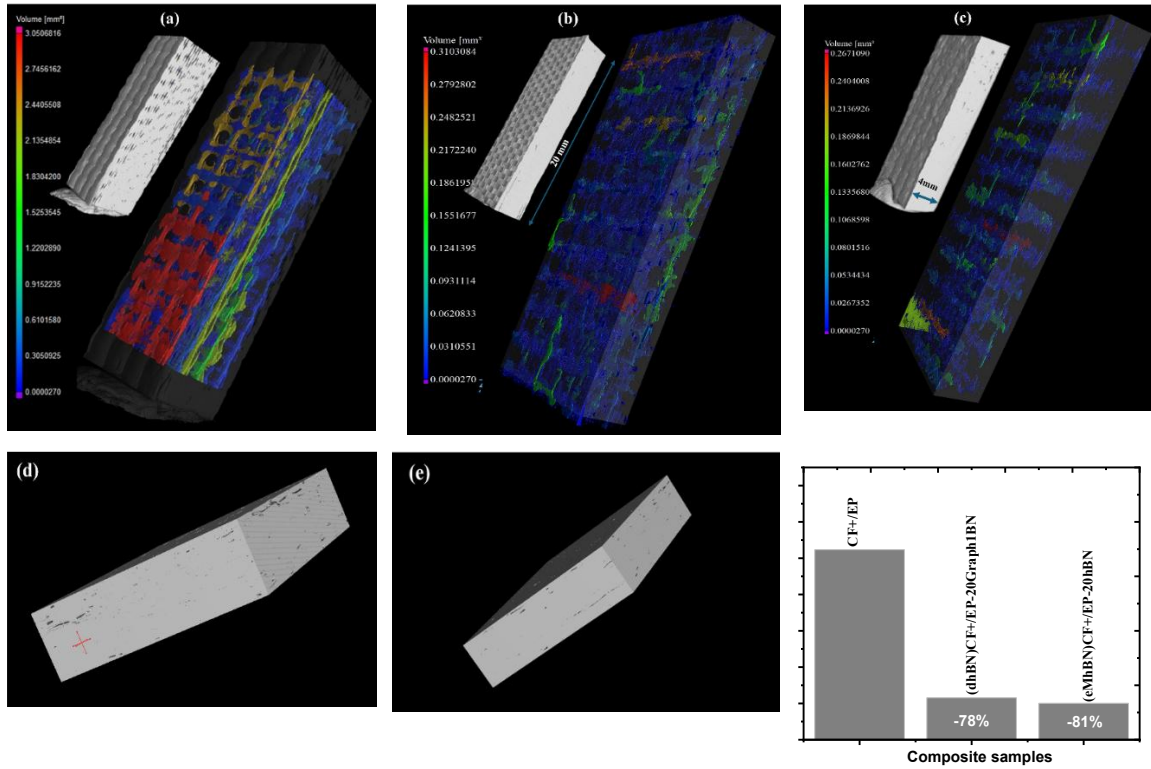 (a)
Volume [mm³]
3.0506816
2.7456162
2.4405508
2.1354854
1.8304200
1.5253545
1.2202890
0.9152235
0.6101580
0.3050925
0.0000270
(b)
Volume [mm³
0.3103084
0.2792802
0.2482521
0.2172240
0.1861958
0.1551677
0.1241395
0.0931114
0.0620833
0.0310551
0.0000270
20 mm
(c)
Volume [mm³
0.2671090
0.2404008
0.2136926
0.1869844
0.1602762
0.1335680
0.1068598
0.0801516
0.0534434
0.0267352
0.0000270
4mm
(d)
(e)
CF+/EP
(dhBN)CF+/EP-20Graph1BN
(eMhBN)CF+/EP-20hBN
-78%
-81%
Composite samples